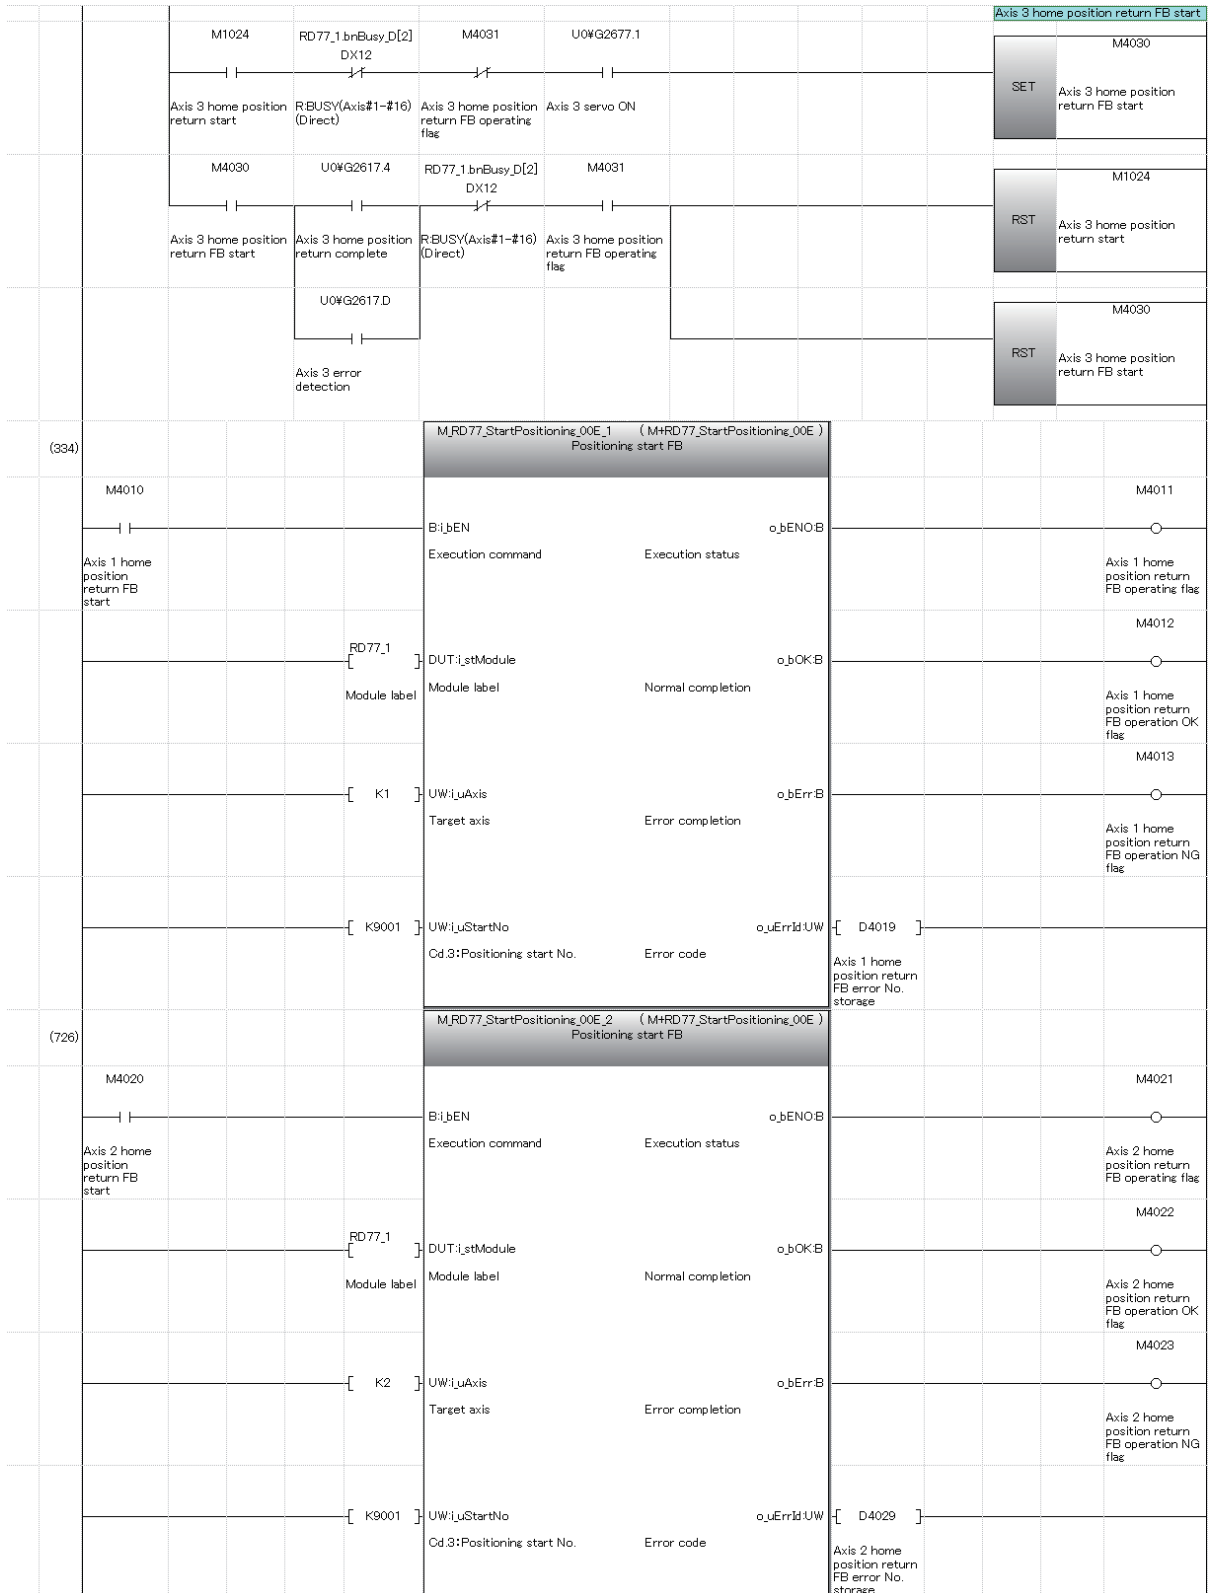 Axis 3 home position return FB start
M1024 RD77_1.bnBusy_D[2] M4031 U0¥G2677.1 M4030
DX12
SET
Axis 3 home position R:BUSY(Axis#1-#16) Axis 3 home position Axis 3 servo ON Axis 3 home position
return start (Direct) return FB operating return FB start
flag
M4030 U0¥G2617.4 RD77_1.bnBusy_D[2] M4031 M1024
DX12
RST
Axis 3 home position Axis 3 home position R:BUSY(Axis#1-#16) Axis 3 home position Axis 3 home position
return FB start return complete (Direct) return FB operating return start
flag
U0¥G2617.D M4030
RST
Axis 3 error Axis 3 home position
detection return FB start
(334) M_RD77_StartPositioning_00E_1 ( M+RD77_StartPositioning_00E )
Positioning start FB
M4010 M4011
B:i_bEN o_bENO:B
Execution command Execution status
Axis 1 home
position
return FB
start
Axis 1 home
position return
FB operating flag
M4012
RD77_1
[ ] DUT:i_stModule o_bOK:B
Module label Module label Normal completion
Axis 1 home
position return
FB operation OK
flag
M4013
[ K1 ] UW:i_uAxis o_bErr:B
Target axis Error completion
Axis 1 home
position return
FB operation NG
flag
[ K9001 ] UW:i_uStartNo o_uErrId:UW [ D4019 ]
Cd.3:Positioning start No. Error code
Axis 1 home
position return
FB error No.
storage
(726) M_RD77_StartPositioning_00E_2 ( M+RD77_StartPositioning_00E )
Positioning start FB
M4020 M4021
B:i_bEN o_bENO:B
Execution command Execution status
Axis 2 home
position
return FB
start
Axis 2 home
position return
FB operating flag
M4022
RD77_1
[ ] DUT:i_stModule o_bOK:B
Module label Module label Normal completion
Axis 2 home
position return
FB operation OK
flag
M4023
[ K2 ] UW:i_uAxis o_bErr:B
Target axis Error completion
Axis 2 home
position return
FB operation NG
flag
[ K9001 ] UW:i_uStartNo o_uErrId:UW [ D4029 ]
Cd.3:Positioning start No. Error code
Axis 2 home
position return
FB error No.
storage